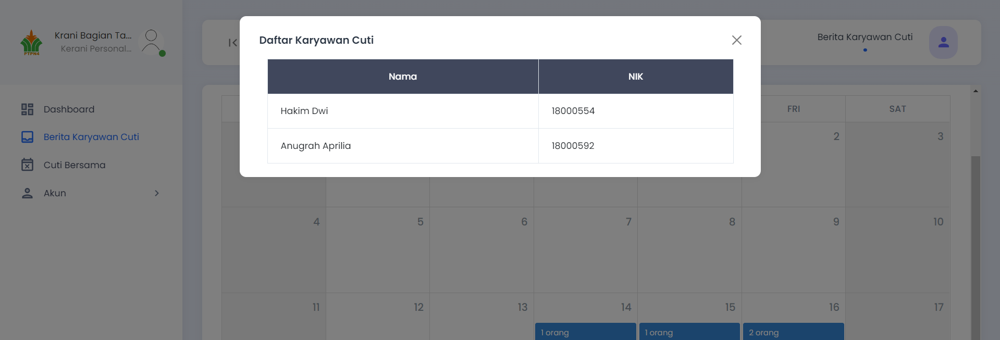 PTPN4
Krani Bagian Ta...
Kerani Personal...
Dashboard
Berita Karyawan Cuti
Cuti Bersama
Akun
Berita Karyawan Cuti
Daftar Karyawan Cuti
Nama NIK
Hakim Dwi 18000554
Anugrah Aprilia 18000592
FRI SAT
2 3
4 5 6 7 8 9 10
11 12 13 14 15 16 17
1 orang 1 orang 2 orang